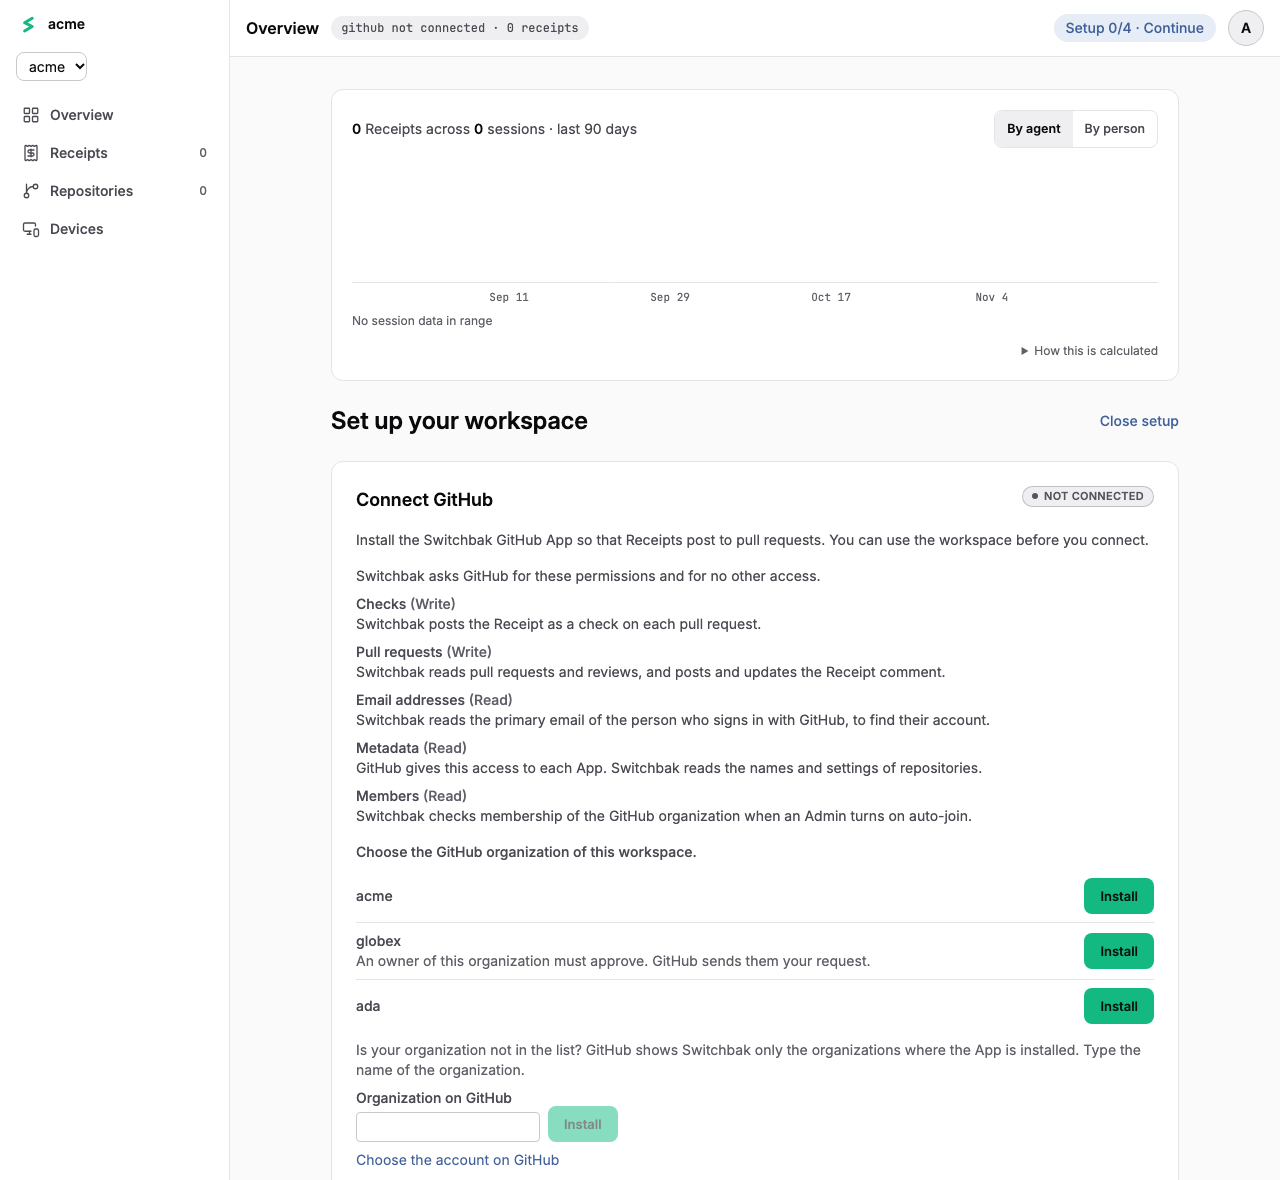 acme
acme
Overview
Receipts 0
Repositories 0
Devices
Overview
github not connected · 0 receipts
Setup 0/4 · Continue
A
0 Receipts across 0 sessions · last 90 days
By agent
By person
Sep 11
Sep 29
Oct 17
Nov 4
No session data in range
How this is calculated
Set up your workspace
Close setup
Connect GitHub
NOT CONNECTED
Install the Switchbak GitHub App so that Receipts post to pull requests. You can use the workspace before you connect.
Switchbak asks GitHub for these permissions and for no other access.
Checks (Write)
Switchbak posts the Receipt as a check on each pull request.
Pull requests (Write)
Switchbak reads pull requests and reviews, and posts and updates the Receipt comment.
Email addresses (Read)
Switchbak reads the primary email of the person who signs in with GitHub, to find their account.
Metadata (Read)
GitHub gives this access to each App. Switchbak reads the names and settings of repositories.
Members (Read)
Switchbak checks membership of the GitHub organization when an Admin turns on auto-join.
Choose the GitHub organization of this workspace.
acme
Install
globex
An owner of this organization must approve. GitHub sends them your request.
Install
ada
Install
Is your organization not in the list? GitHub shows Switchbak only the organizations where the App is installed. Type the
name of the organization.
Organization on GitHub
Install
Choose the account on GitHub